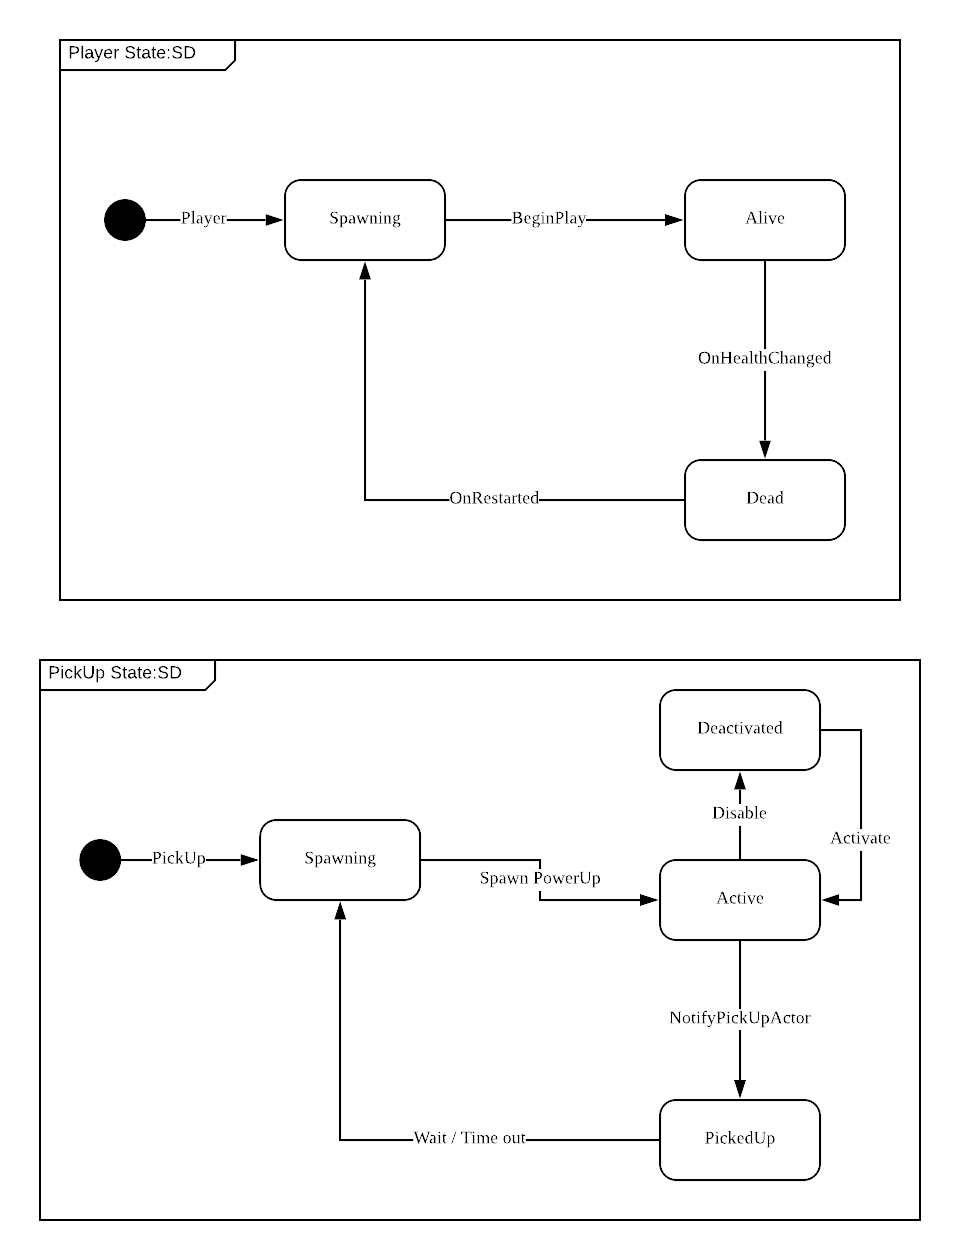 Player State:SD
Player
Spawning
BeginPlay
Alive
OnHealthChanged
OnRestarted
Dead
PickUp State:SD
Deactivated
Disable
Activate
PickUp
Spawning
Spawn PowerUp
Active
NotifyPickUpActor
Wait / Time out
PickedUp